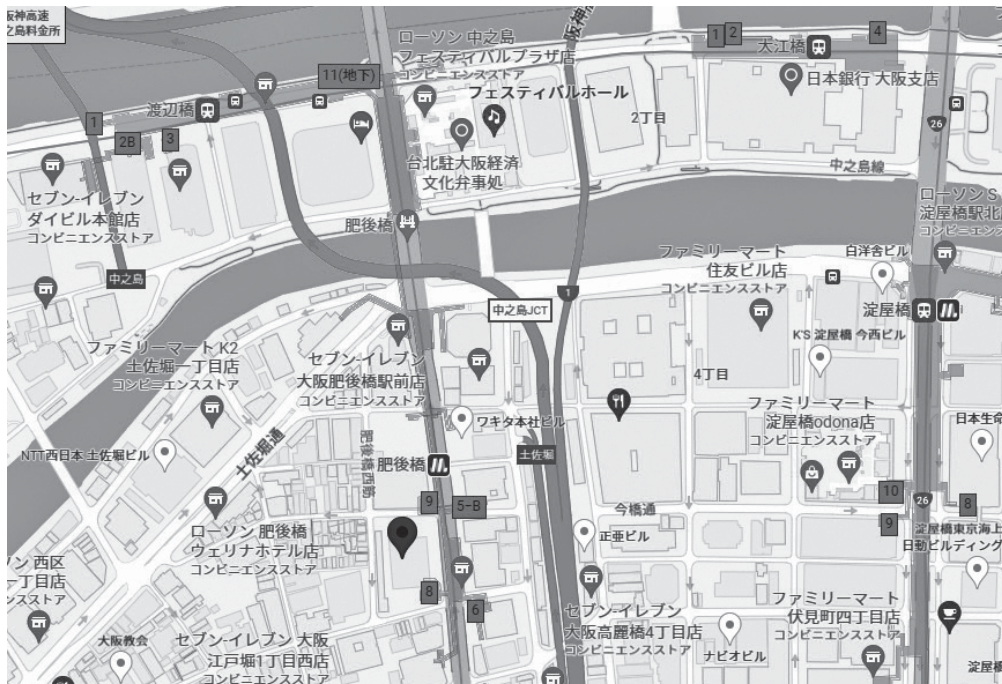 阪神高速
中之島料金所
1
11(地下)
渡辺橋
2B
3
セブン-イレブン
ダイビル本館店
コンビニエンスストア
中之島
ローソン 中之島
フェスティバルプラザ店
コンビニエンスストア
フェスティバルホール
台北駐大阪経済
文化弁事処
肥後橋
1
2
大江橋
4
日本銀行 大阪支店
2丁目
26
中之島線
淀屋橋駅北
コンビニエンスストア
白洋舎ビル
ファミリーマート
住友ビル店
コンビニエンスストア
淀屋橋
中之島JCT
1
K'S 淀屋橋 今西ビル
4丁目
ファミリーマート K2
土佐堀一丁目店
コンビニエンスストア
セブン-イレブン
大阪肥後橋駅前店
コンビニエンスストア
ワキタ本社ビル
土佐堀
NTT西日本 土佐堀ビル
土佐堀通
肥後橋西筋
肥後橋
9
5-B
ファミリーマート
淀屋橋odona店
コンビニエンスストア
日本生命
10
26
8
9
今橋通
正亜ビル
淀屋橋東京海上
日動ビルディング
ローソン 肥後橋
ウェリナホテル店
コンビニエンスストア
8
6
セブン-イレブン
大阪高麗橋4丁目店
コンビニエンスストア
ファミリーマート
伏見町四丁目店
コンビニエンスストア
ナビオビル
淀屋橋
大阪教会
セブン-イレブン 大阪
江戸堀1丁目西店
コンビニエンスストア